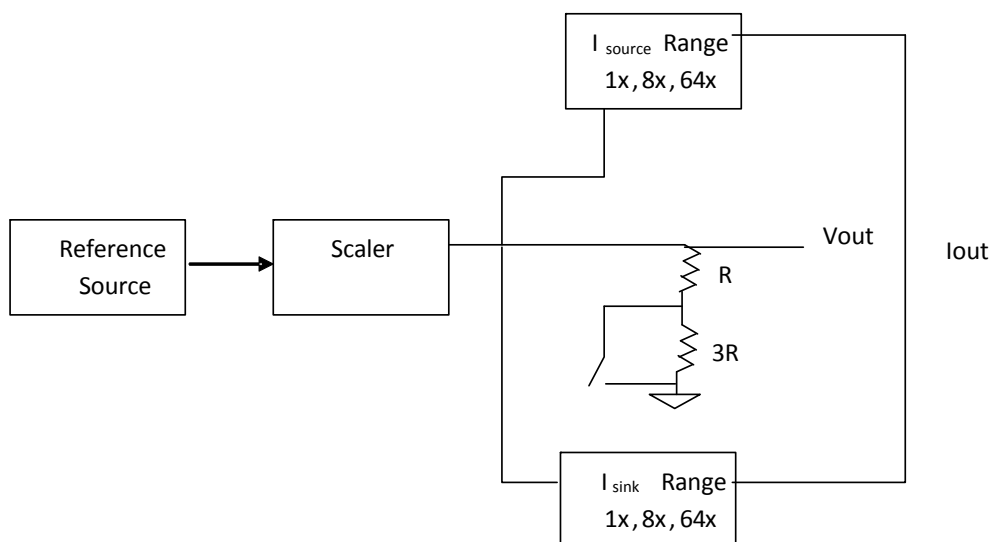 I source Range
1x, 8x, 64x
Reference
Source
Scaler
Vout
Iout
R
3R
I sink Range
1x, 8x, 64x